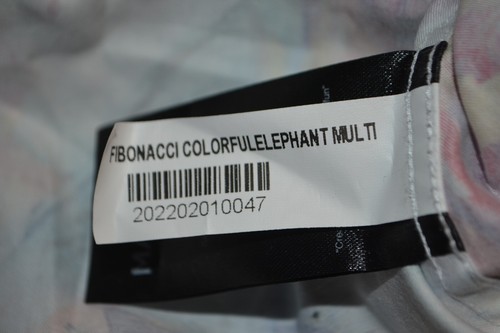 FIBONACCI COLORFULELEPHANT MULTI
202202010047